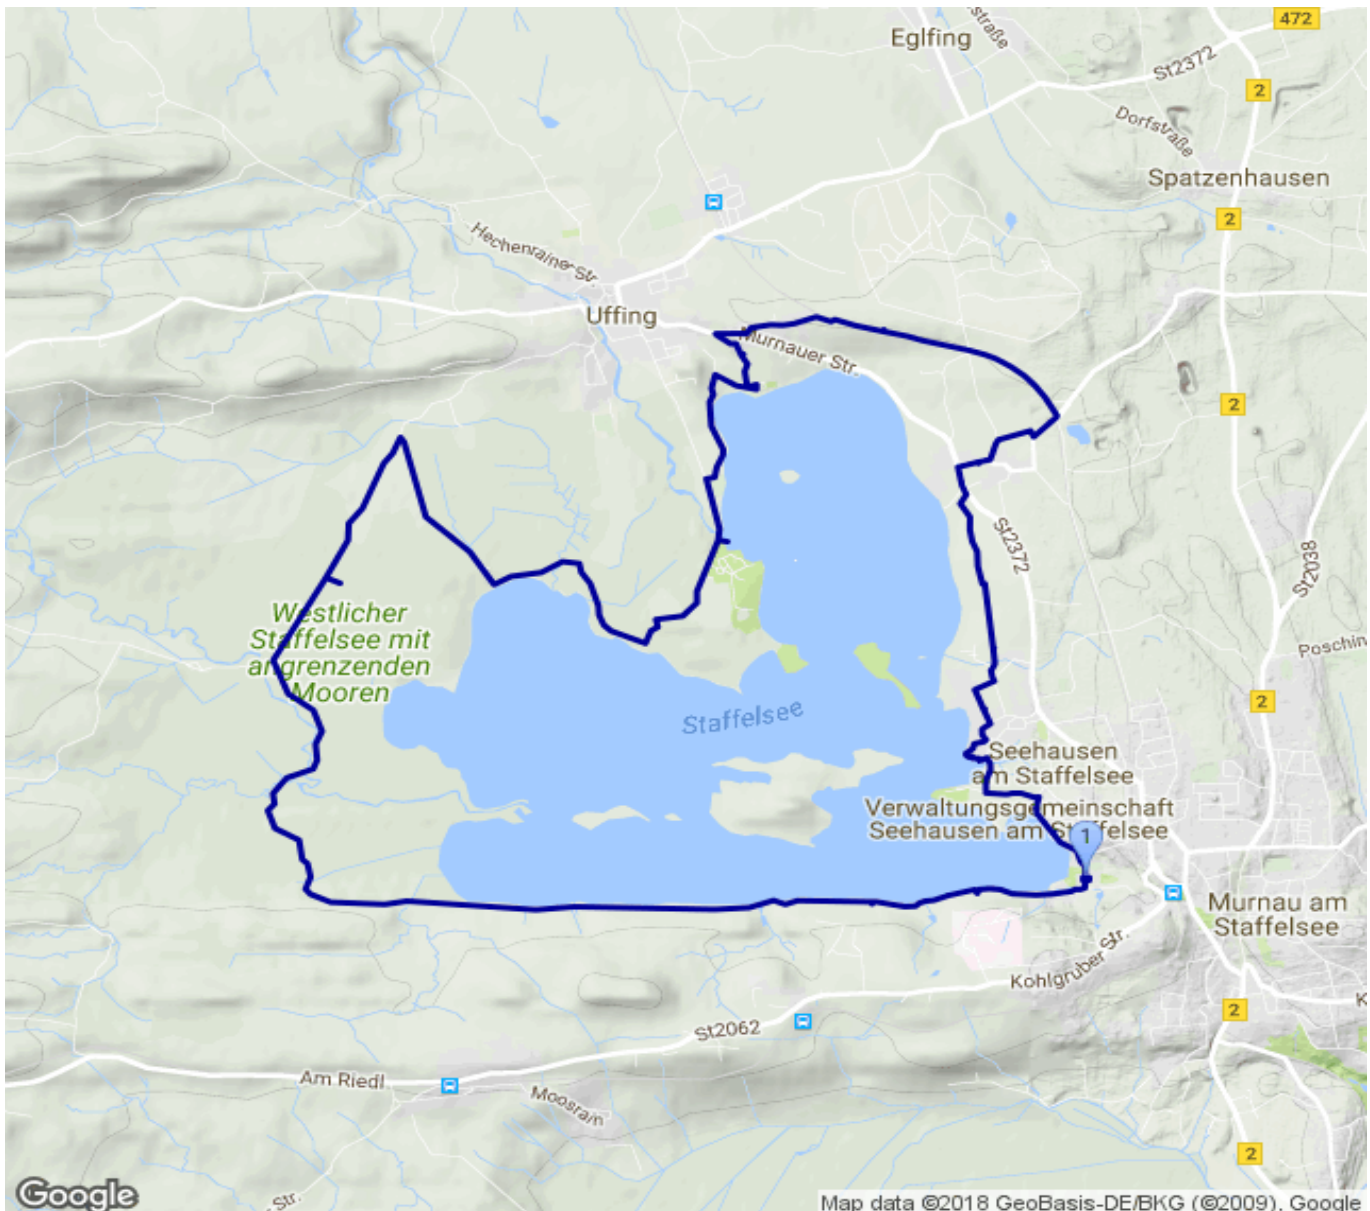 472
straße
Eglfing
St2372
2
Dorfstraße
Spatzenhausen
2
Hechenrainer Str.
Uffing
Murnauer Str.
2
St2372
St2038
Westlicher
Staffelsee mit
angrenzenden
Mooren
Poschin
2
Staffelsee
Seehausen
am Staffelsee
Verwaltungsgemeinschaft
Seehausen am Staffelsee
1
Murnau am
Staffelsee
Kohlgruber Str.
K
2
St2062
Am Riedl
Moosrain
2
Str.
Google
Map data ©2018 GeoBasis-DE/BKG (©2009), Google